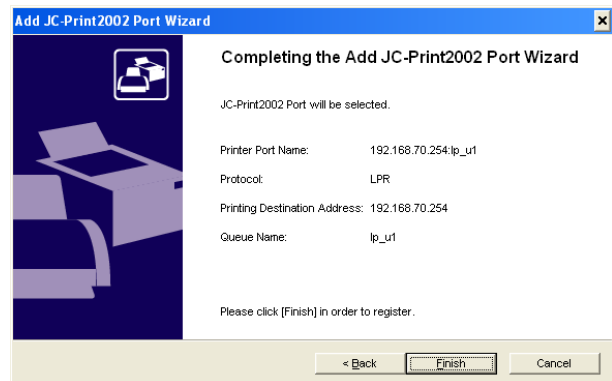 Add JC-Print2002 Port Wizard
Completing the Add JC-Print2002 Port Wizard
JC-Print2002 Port will be selected.
Printer Port Name: 192.168.70.254:lp_u1
Protocol: LPR
Printing Destination Address: 192.168.70.254
Queue Name: lp_u1
Please click [Finish] in order to register.
< Back Finish Cancel